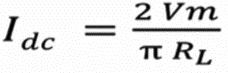 I_dc = 2 Vm / π R_L